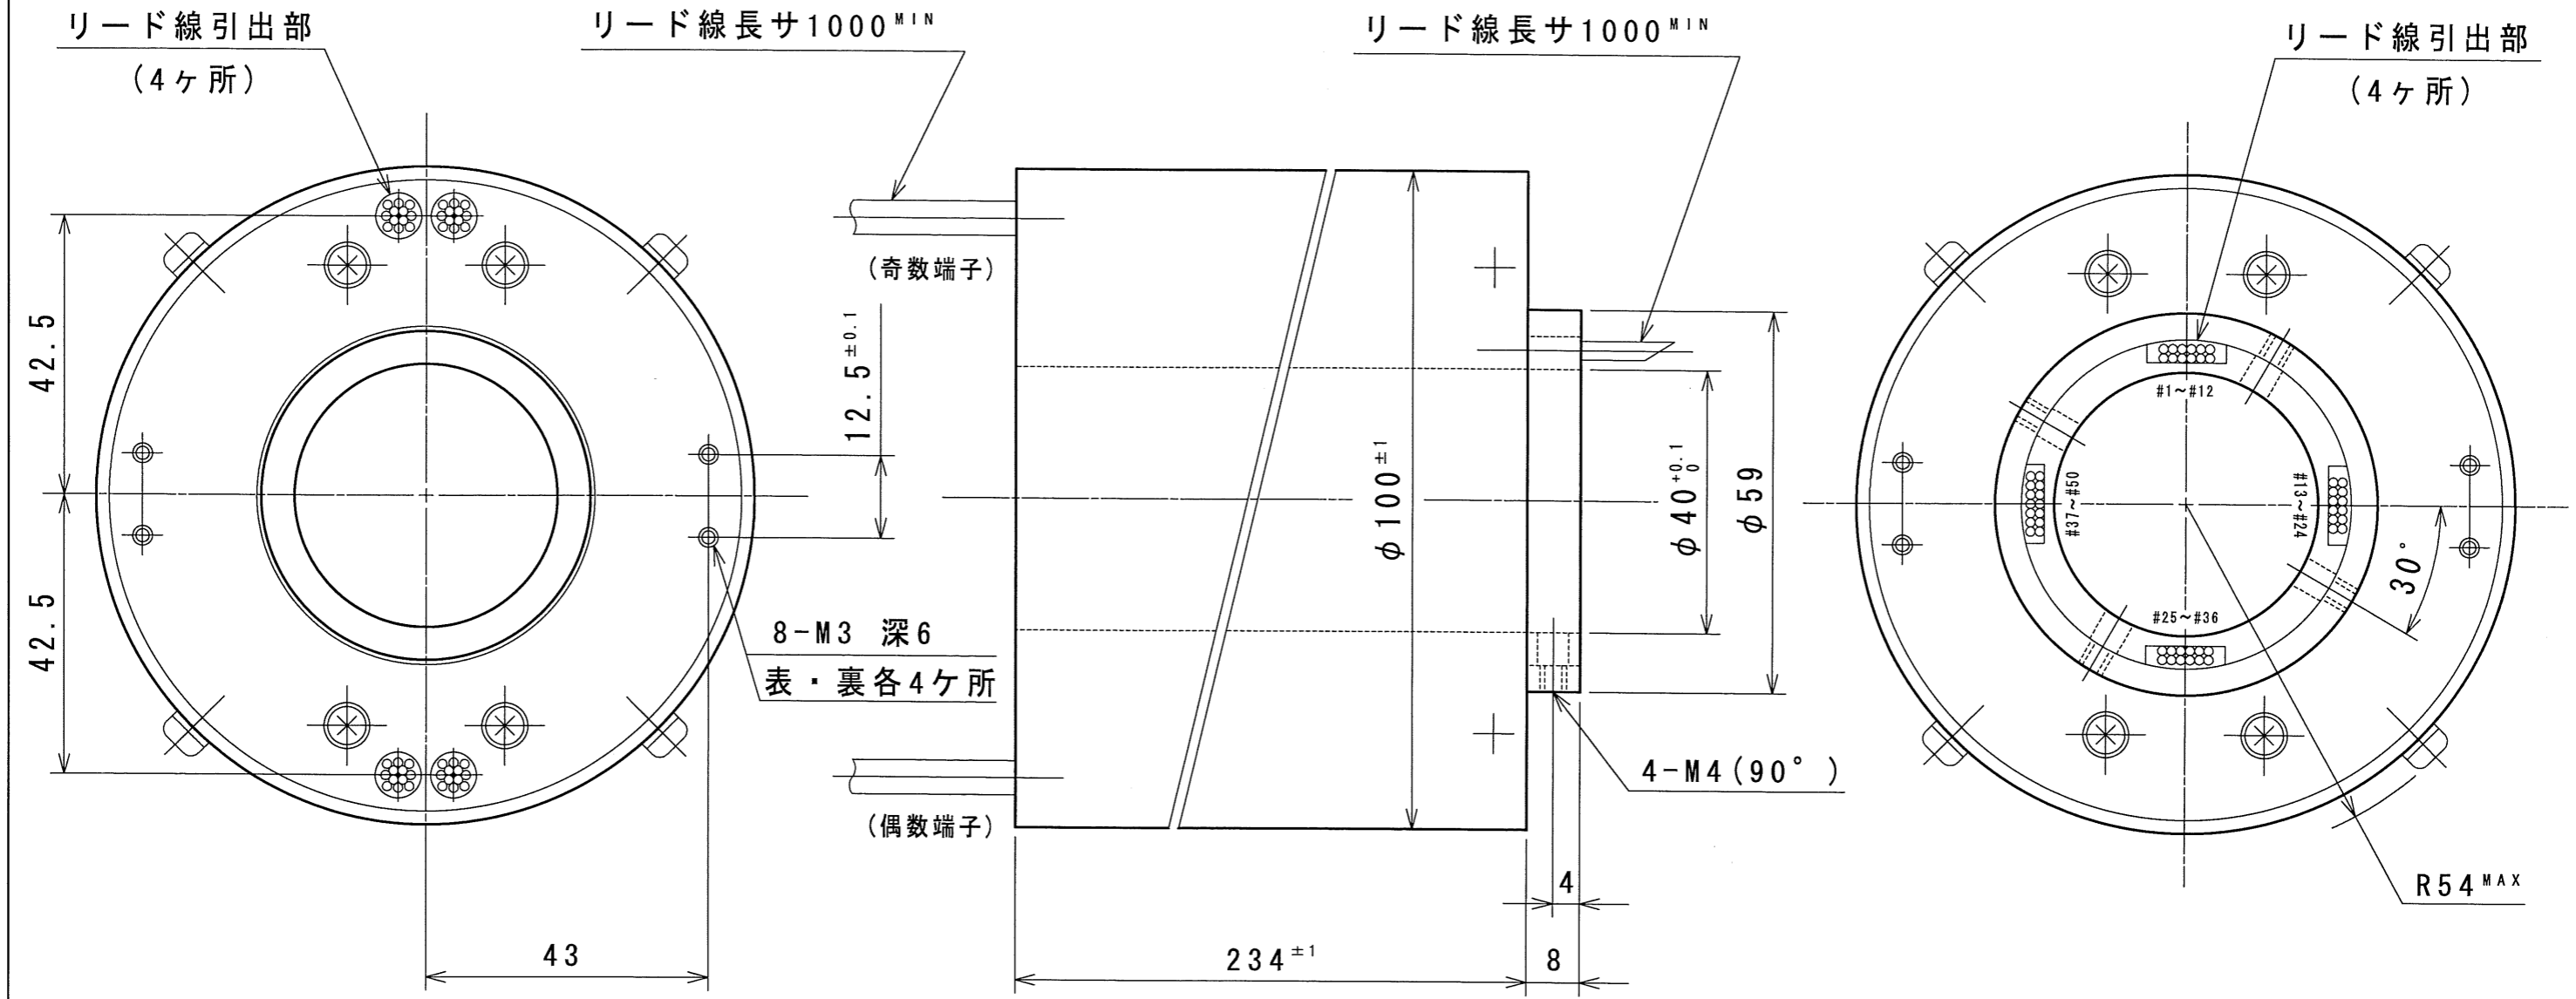 リード線引出部
(4ヶ所)
リード線長サ1000MIN
リード線長サ1000MIN
リード線引出部
(4ヶ所)
42.5
42.5
43
8-M3 深6
表・裏各4ケ所
(奇数端子)
12.5±0.1
(偶数端子)
φ100±1
φ40+0.1 0
φ59
4-M4(90°)
4
234±1
8
#1~#12
#13~#24
#25~#36
#37~#50
30°
R54MAX